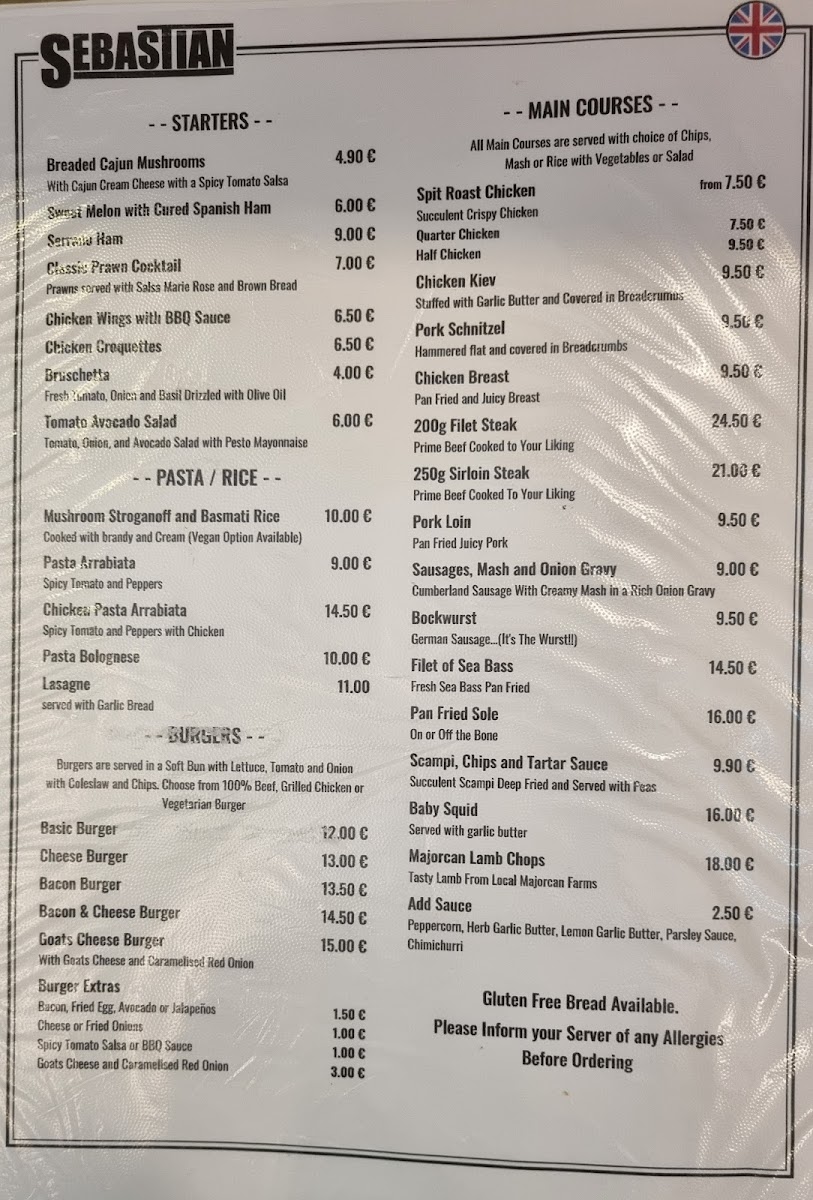 SEBASTIAN
- - STARTERS - -
Breaded Cajun Mushrooms 4.90 €
With Cajun Cream Cheese with a Spicy Tomato Salsa
Sweet Melon with Cured Spanish Ham 6.00 €
Serrano Ham 9.00 €
Classic Prawn Cocktail 7.00 €
Prawns served with Salsa Marie Rose and Brown Bread
Chicken Wings with BBQ Sauce 6.50 €
Chicken Croquettes 6.50 €
Bruschetta 4.00 €
Fresh Tomato, Onion and Basil Drizzled with Olive Oil
Tomato Avocado Salad 6.00 €
Tomato, Onion, and Avocado Salad with Pesto Mayonnaise
- - PASTA / RICE - -
Mushroom Stroganoff and Basmati Rice 10.00 €
Cooked with brandy and Cream (Vegan Option Available)
Pasta Arrabiata 9.00 €
Spicy Tomato and Peppers
Chicken Pasta Arrabiata 14.50 €
Spicy Tomato and Peppers with Chicken
Pasta Bolognese 10.00 €
Lasagne 11.00
served with Garlic Bread
- - BURGERS - -
Burgers are served in a Soft Bun with Lettuce, Tomato and Onion
with Coleslaw and Chips. Choose from 100% Beef, Grilled Chicken or
Vegetarian Burger
Basic Burger 12.00 €
Cheese Burger 13.00 €
Bacon Burger 13.50 €
Bacon & Cheese Burger 14.50 €
Goats Cheese Burger 15.00 €
With Goats Cheese and Caramelised Red Onion
Burger Extras
Bacon, Fried Egg, Avocado or Jalapeños 1.50 €
Cheese or Fried Onions 1.00 €
Spicy Tomato Salsa or BBQ Sauce 1.00 €
Goats Cheese and Caramelised Red Onion 3.00 €
- - MAIN COURSES - -
All Main Courses are served with choice of Chips,
Mash or Rice with Vegetables or Salad
Spit Roast Chicken from 7.50 €
Succulent Crispy Chicken
Quarter Chicken 7.50 €
Half Chicken 9.50 €
Chicken Kiev 9.50 €
Stuffed with Garlic Butter and Covered in Breadcrumbs
Pork Schnitzel 9.50 €
Hammered flat and covered in Breadcrumbs
Chicken Breast 9.50 €
Pan Fried and Juicy Breast
200g Filet Steak 24.50 €
Prime Beef Cooked to Your Liking
250g Sirloin Steak 21.00 €
Prime Beef Cooked To Your Liking
Pork Loin 9.50 €
Pan Fried Juicy Pork
Sausages, Mash and Onion Gravy 9.00 €
Cumberland Sausage With Creamy Mash in a Rich Onion Gravy
Bockwurst 9.50 €
German Sausage...(It's The Wurst!!)
Filet of Sea Bass 14.50 €
Fresh Sea Bass Pan Fried
Pan Fried Sole 16.00 €
On or Off the Bone
Scampi, Chips and Tartar Sauce 9.90 €
Succulent Scampi Deep Fried and Served with Peas
Baby Squid 16.00 €
Served with garlic butter
Majorcan Lamb Chops 18.00 €
Tasty Lamb From Local Majorcan Farms
Add Sauce 2.50 €
Peppercorn, Herb Garlic Butter, Lemon Garlic Butter, Parsley Sauce,
Chimichurri
Gluten Free Bread Available.
Please Inform your Server of any Allergies
Before Ordering